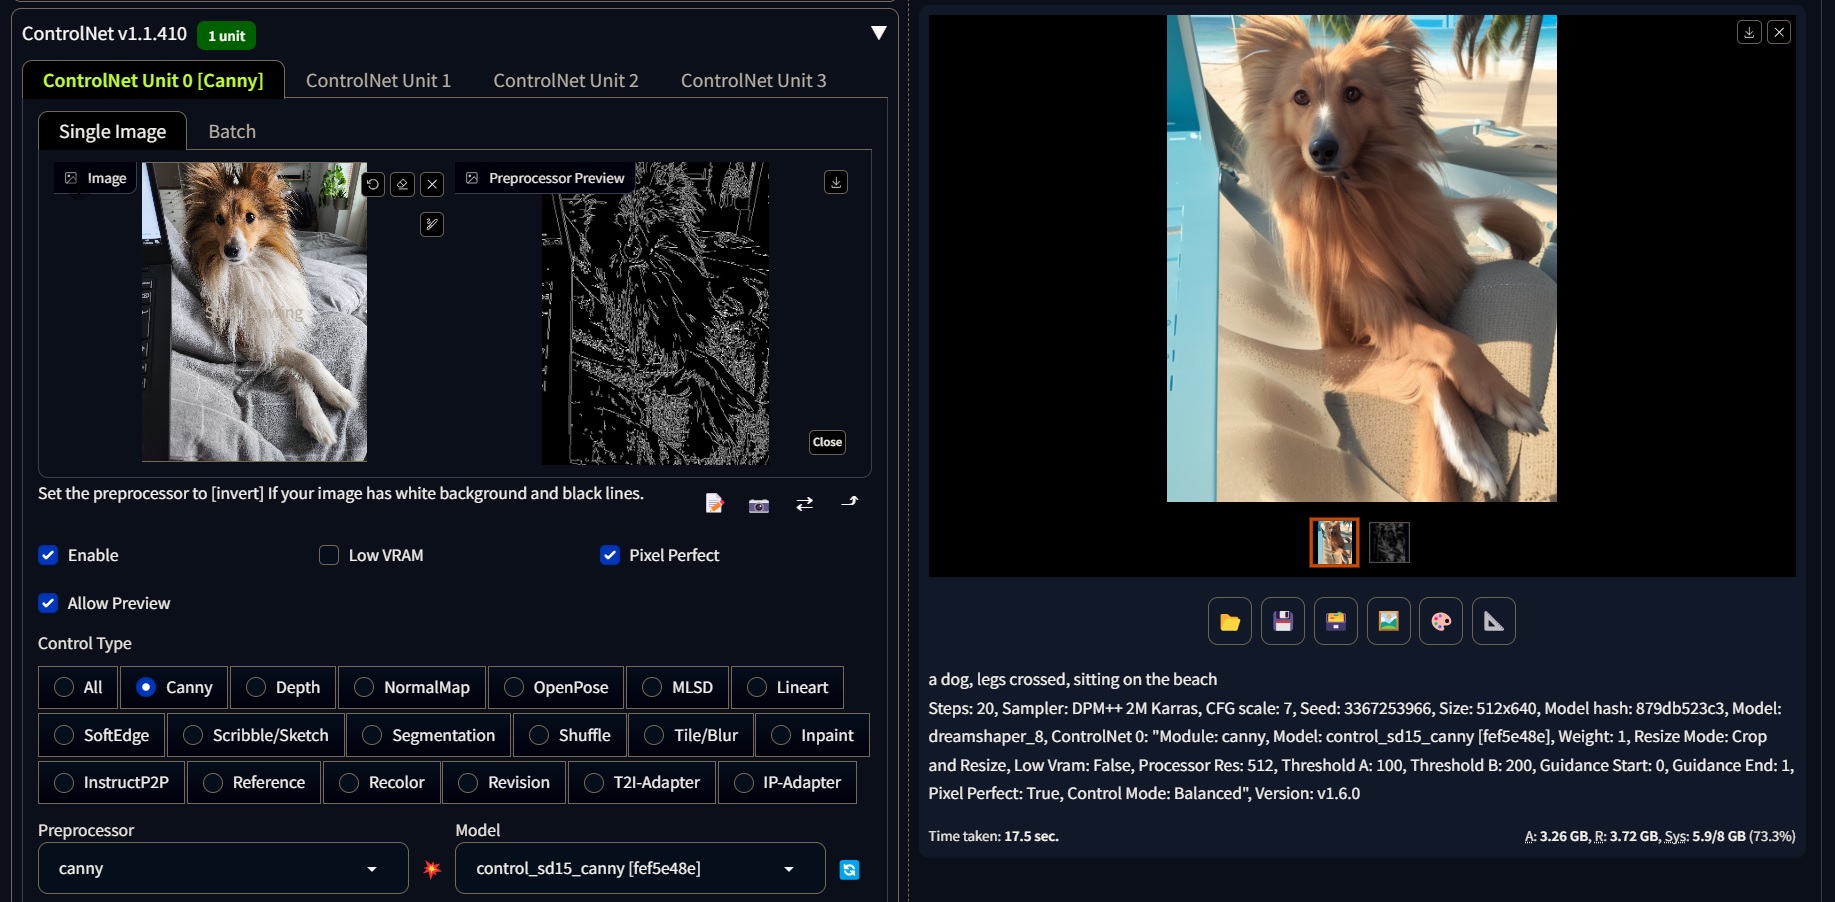 ControlNet v1.1.410 1 unit ▼
ControlNet Unit 0 [Canny] ControlNet Unit 1 ControlNet Unit 2 ControlNet Unit 3
Single Image Batch
Image
Preprocessor Preview
Close
Set the preprocessor to [invert] If your image has white background and black lines.
Enable Low VRAM Pixel Perfect
Allow Preview
Control Type
All Canny Depth NormalMap OpenPose MLSD Lineart
SoftEdge Scribble/Sketch Segmentation Shuffle Tile/Blur Inpaint
InstructP2P Reference Recolor Revision T2I-Adapter IP-Adapter
Preprocessor Model
canny control_sd15_canny [fef5e48e]
a dog, legs crossed, sitting on the beach
Steps: 20, Sampler: DPM++ 2M Karras, CFG scale: 7, Seed: 3367253966, Size: 512x640, Model hash: 879db523c3, Model:
dreamshaper_8, ControlNet 0: "Module: canny, Model: control_sd15_canny [fef5e48e], Weight: 1, Resize Mode: Crop
and Resize, Low Vram: False, Processor Res: 512, Threshold A: 100, Threshold B: 200, Guidance Start: 0, Guidance End: 1,
Pixel Perfect: True, Control Mode: Balanced", Version: v1.6.0
Time taken: 17.5 sec.
A: 3.26 GB, R: 3.72 GB, Sys: 5.9/8 GB (73.3%)